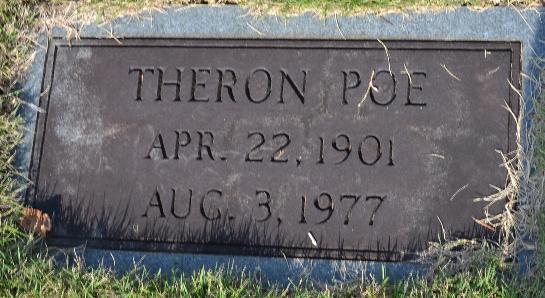 THERON POE
APR. 22, 1901
AUG. 3, 1977